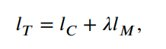 l_T = l_C + λl_M,